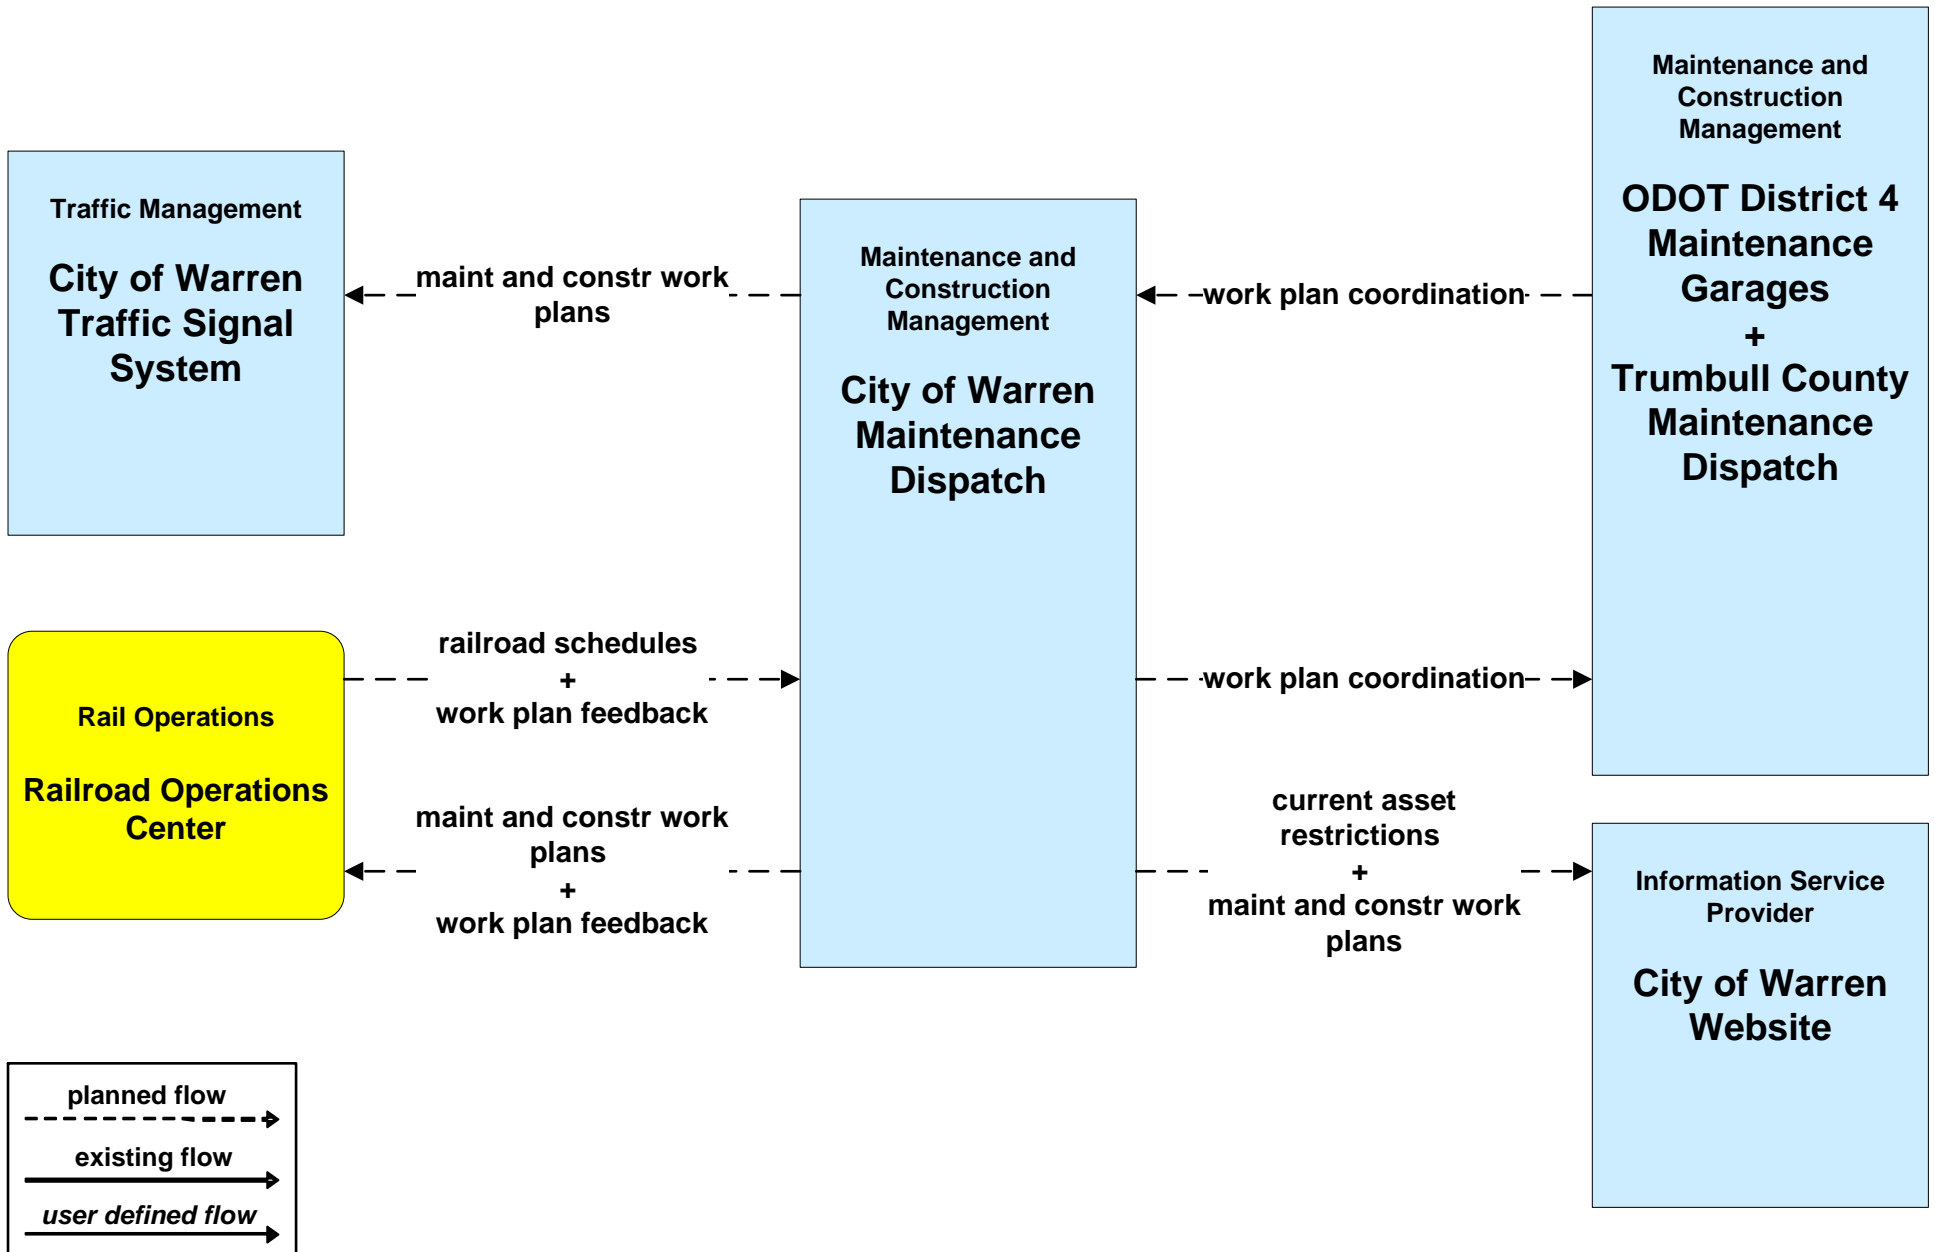 Maintenance and
Construction
Management
ODOT District 4
Maintenance
Garages
+
Trumbull County
Maintenance
Dispatch
Traffic Management
City of Warren
Traffic Signal
System
maint and constr work
plans
Maintenance and
Construction
Management
City of Warren
Maintenance
Dispatch
work plan coordination
Rail Operations
Railroad Operations
Center
railroad schedules
+
work plan feedback
work plan coordination
maint and constr work
plans
+
work plan feedback
current asset
restrictions
+
maint and constr work
plans
Information Service
Provider
City of Warren
Website
planned flow
existing flow
user defined flow